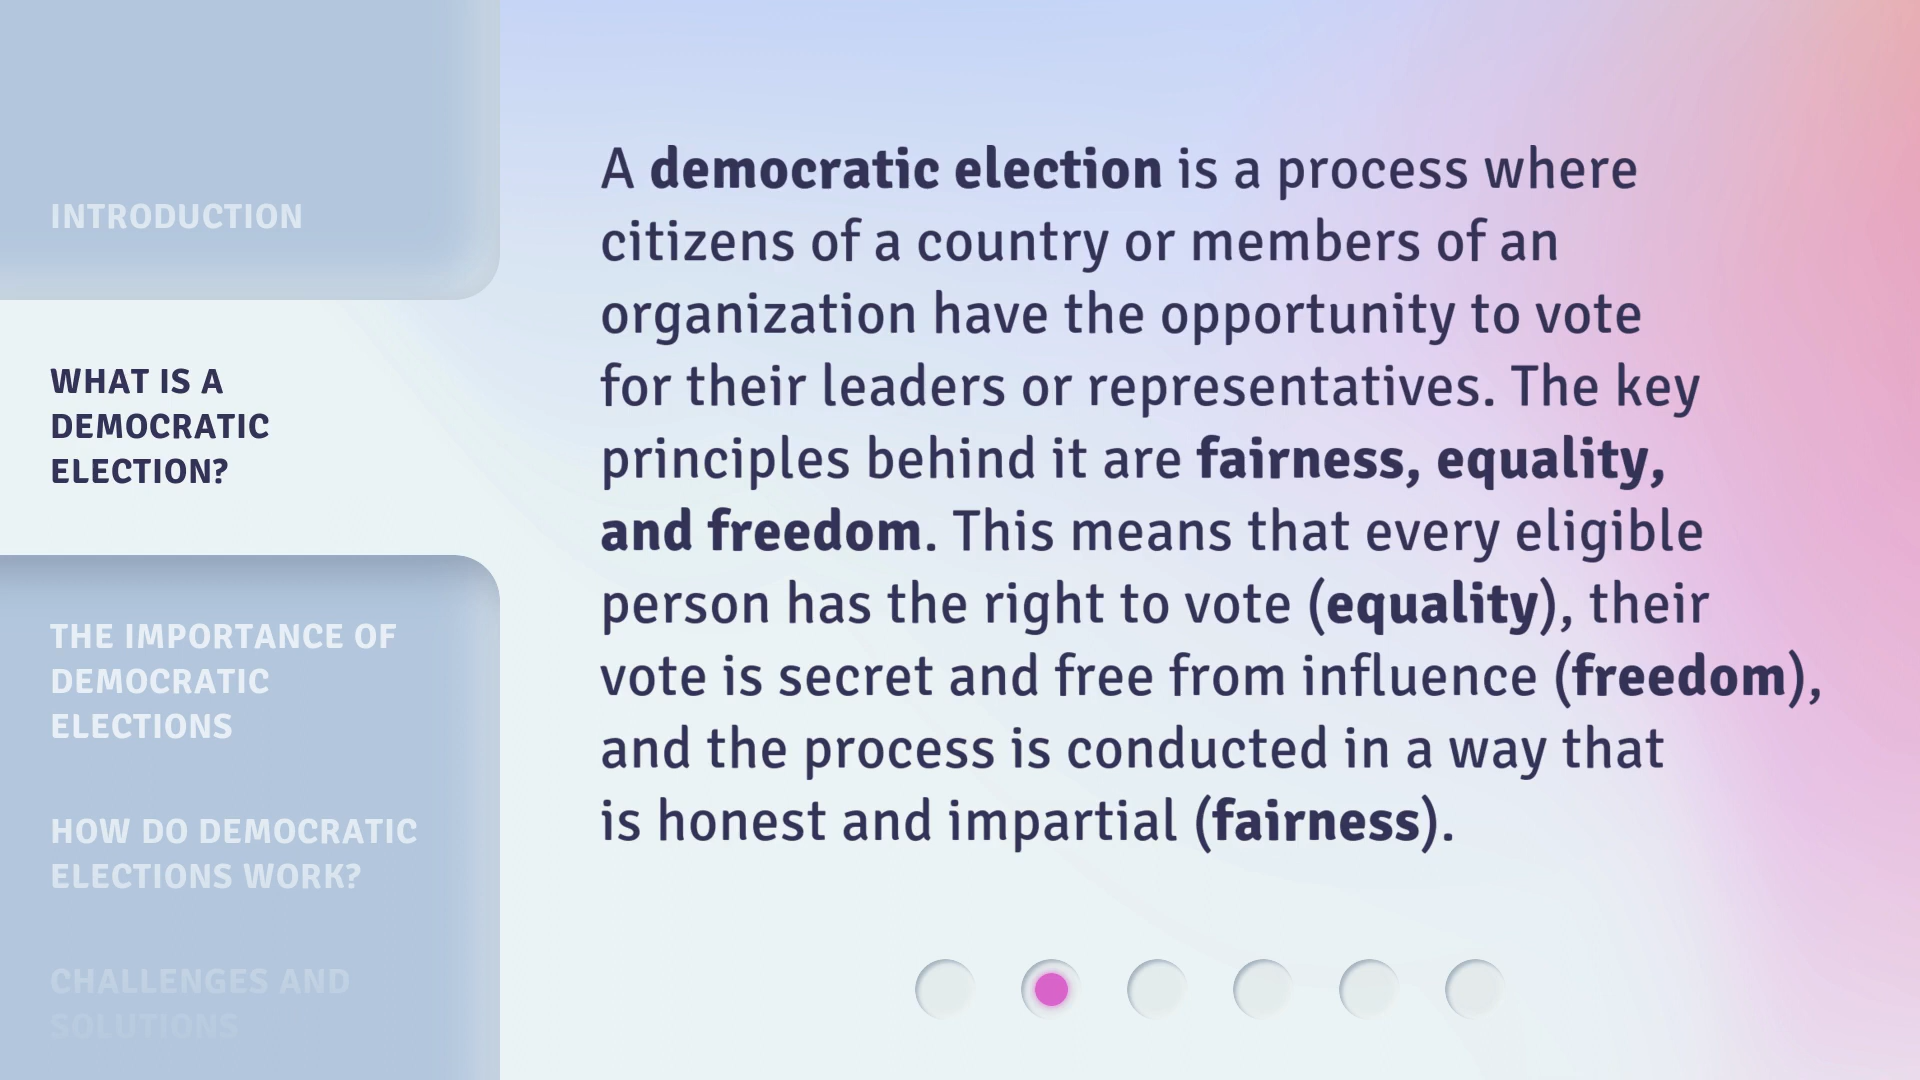 INTRODUCTION
WHAT IS A
DEMOCRATIC
ELECTION?
THE IMPORTANCE OF
DEMOCRATIC
ELECTIONS
HOW DO DEMOCRATIC
ELECTIONS WORK?
CHALLENGES AND
SOLUTIONS
A democratic election is a process where
citizens of a country or members of an
organization have the opportunity to vote
for their leaders or representatives. The key
principles behind it are fairness, equality,
and freedom. This means that every eligible
person has the right to vote (equality), their
vote is secret and free from influence (freedom),
and the process is conducted in a way that
is honest and impartial (fairness).